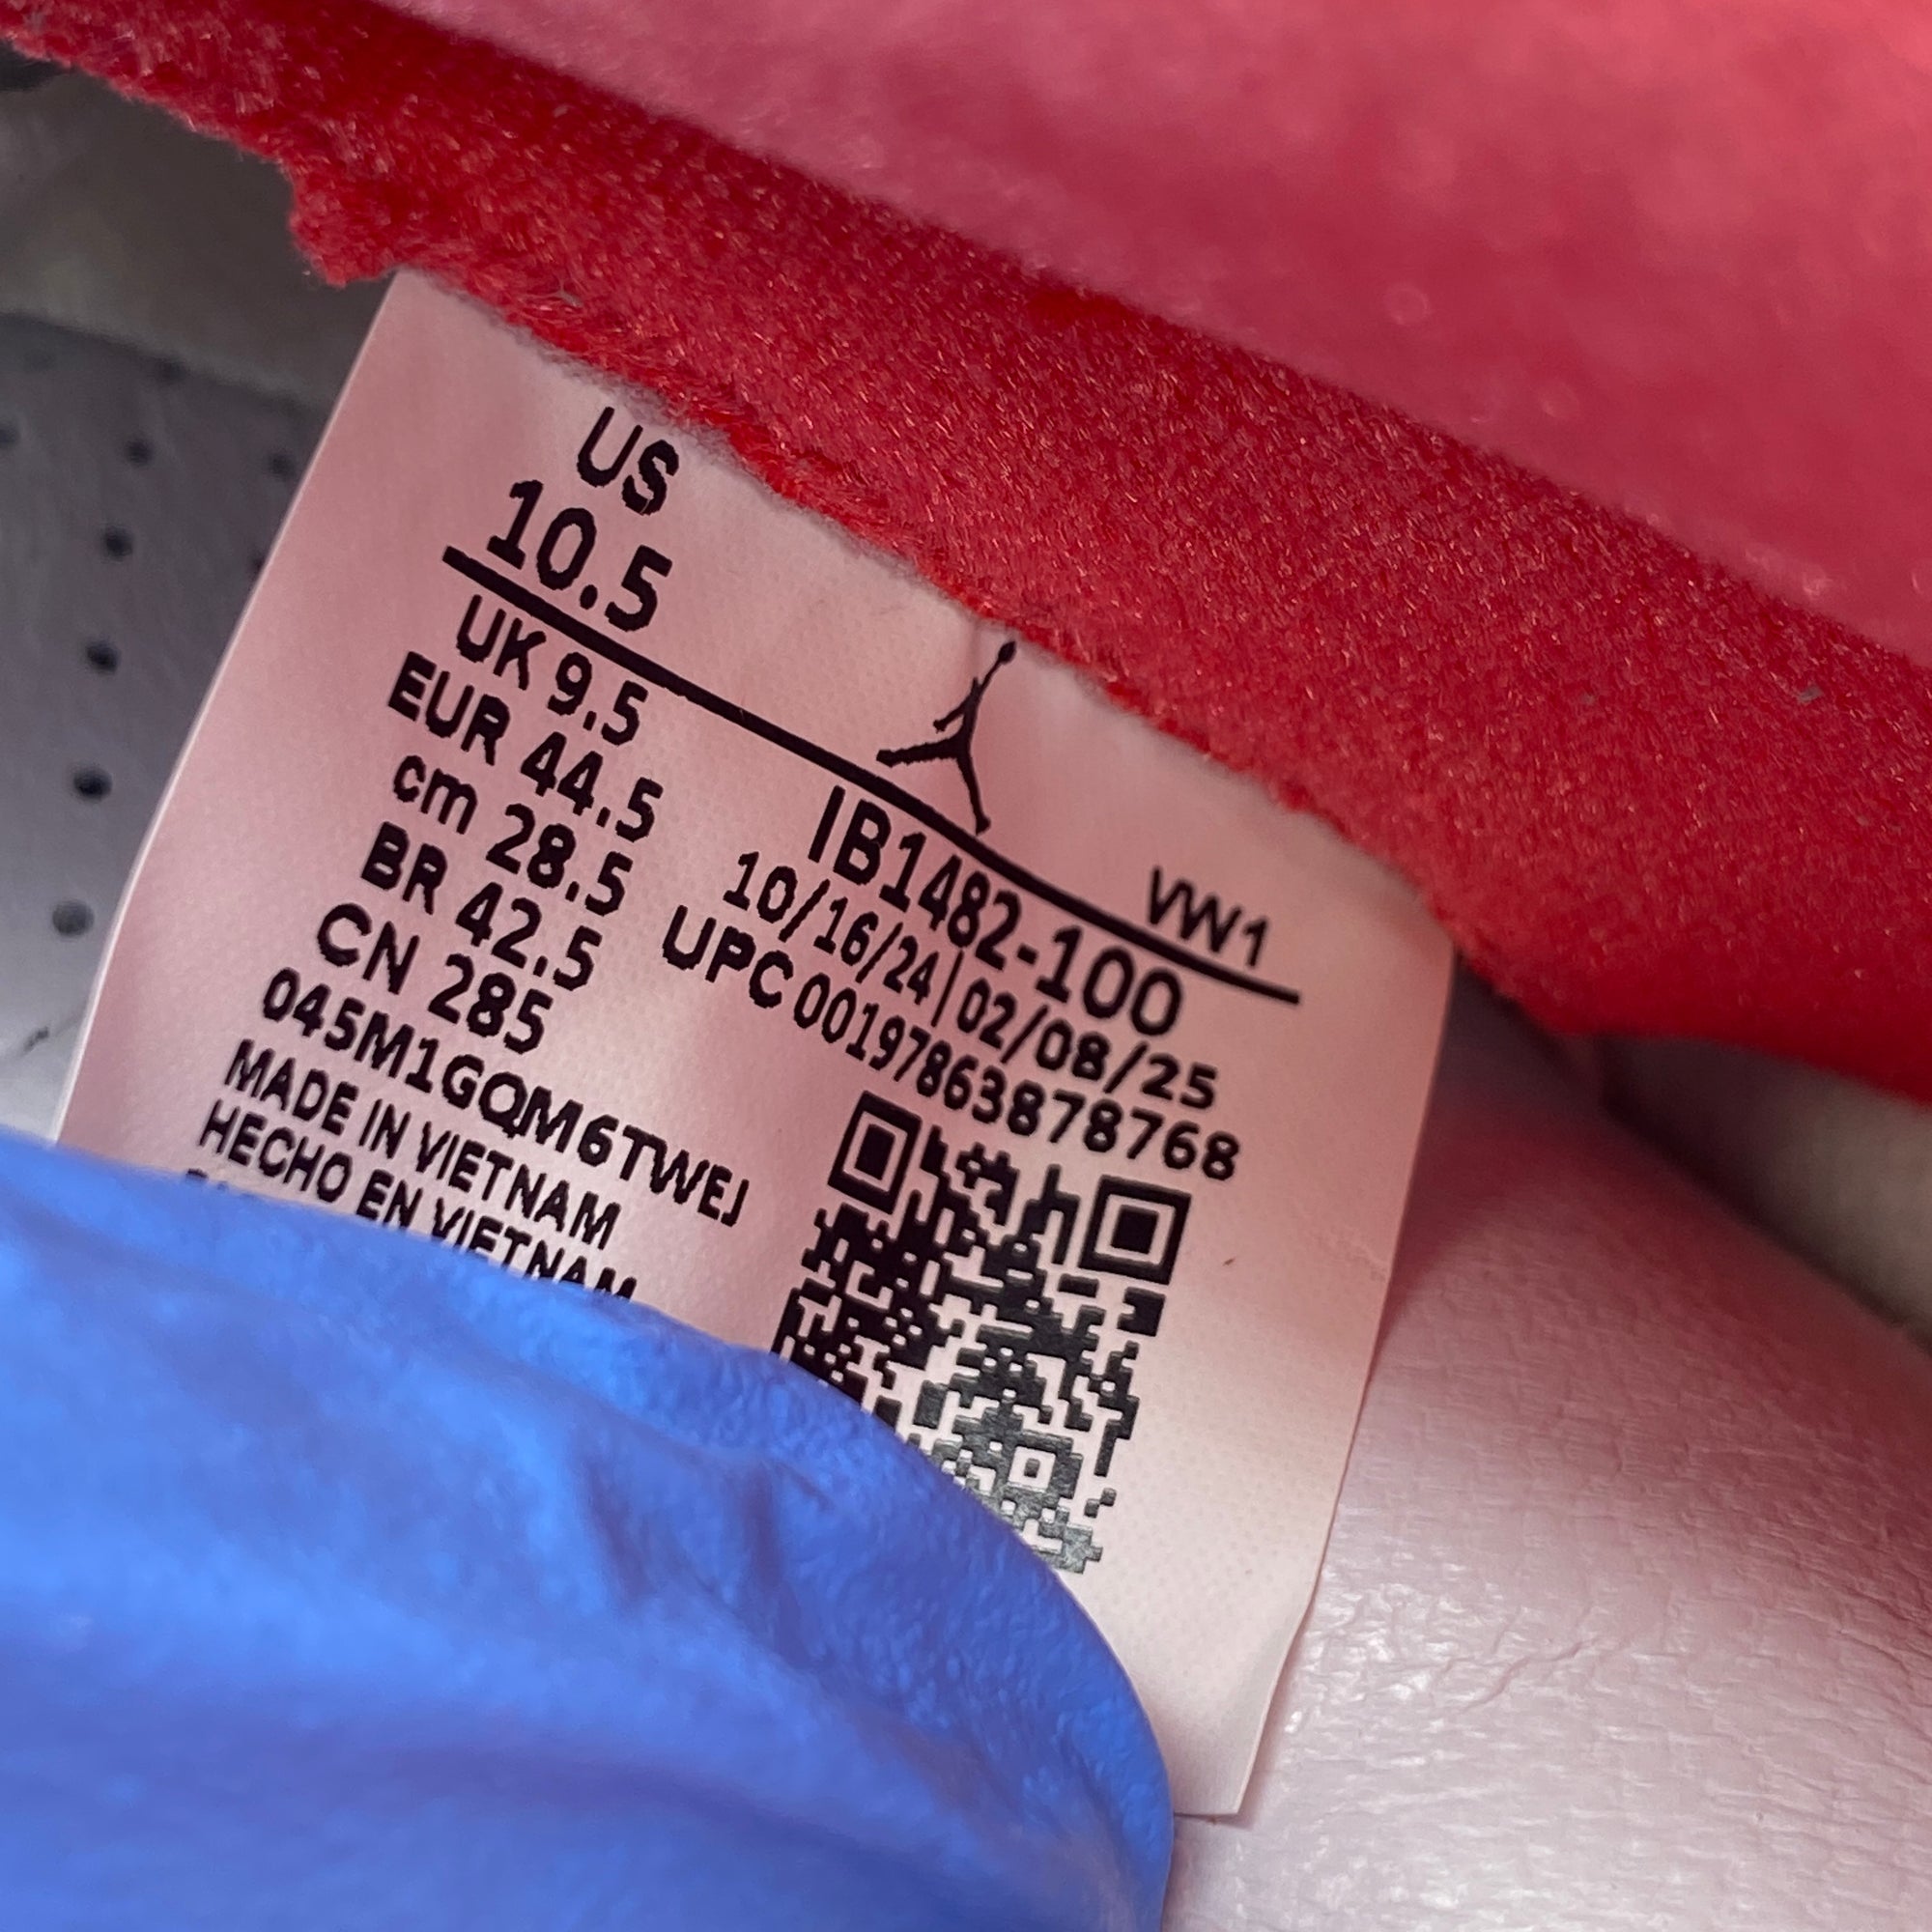 US
10.5
UK 9.5
EUR 44.5
cm 28.5
BR 42.5
CN 285
045M1GQM6TWEJ
MADE IN VIETNAM
HECHO EN VIETNAM
VW1
IB1482-100
10/16/24|02/08/25
UPC 00197863878768